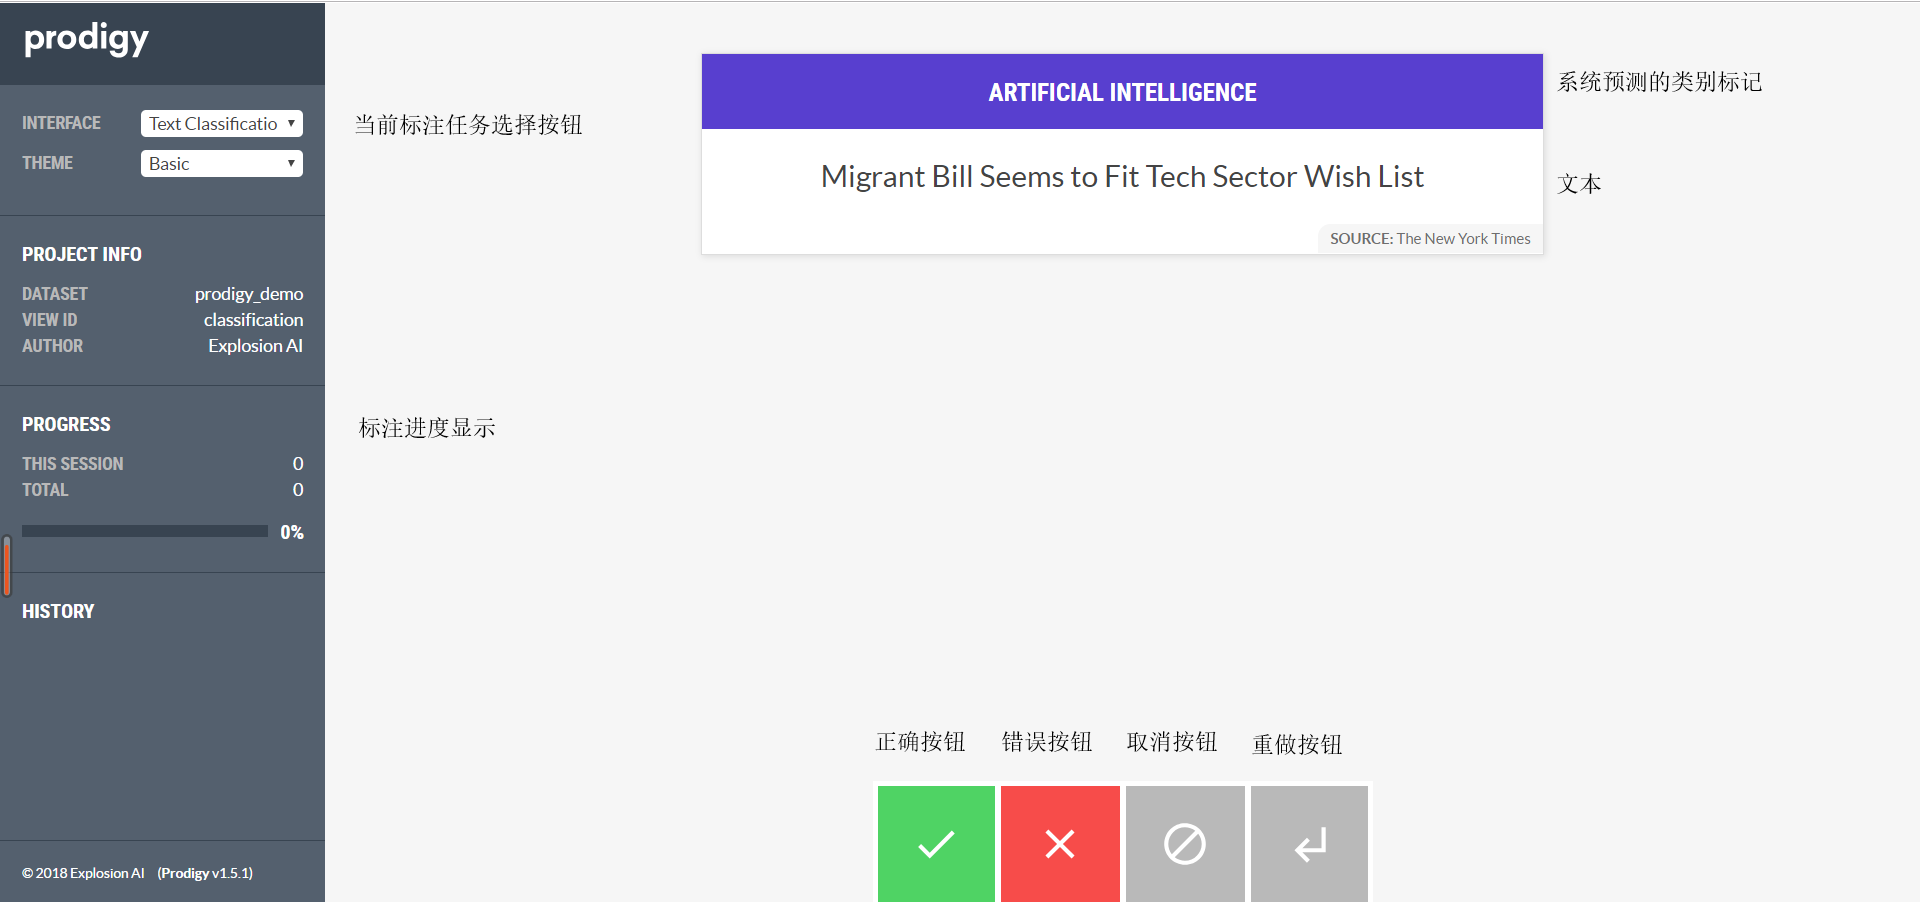 prodigy
INTERFACE Text Classificatio
THEME Basic
PROJECT INFO
DATASET prodigy_demo
VIEW ID classification
AUTHOR Explosion AI
PROGRESS
THIS SESSION 0
TOTAL 0
0%
HISTORY
© 2018 Explosion AI (Prodigy v1.5.1)
当前标注任务选择按钮
标注进度显示
ARTIFICIAL INTELLIGENCE
系统预测的类别标记
Migrant Bill Seems to Fit Tech Sector Wish List
文本
SOURCE: The New York Times
正确按钮 错误按钮 取消按钮 重做按钮